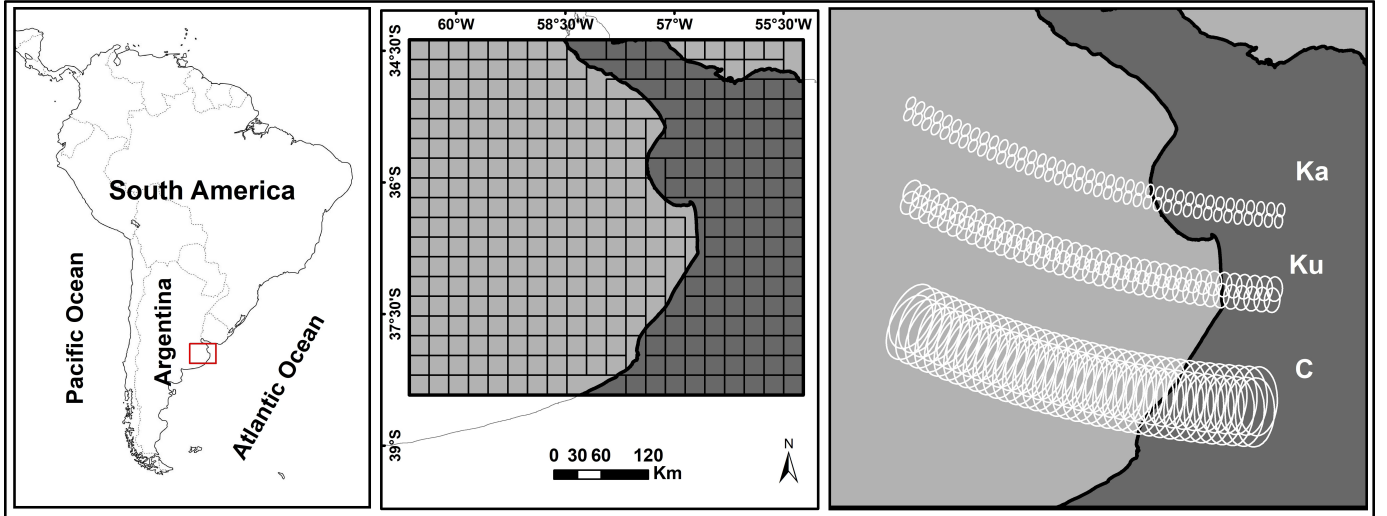 South America
Pacific Ocean
Argentina
Atlantic Ocean
60°W 58°30'W 57°W 55°30'W
34°30'S
36°S
37°30'S
39°S
N
0 30 60 120
Km
Ka
Ku
C